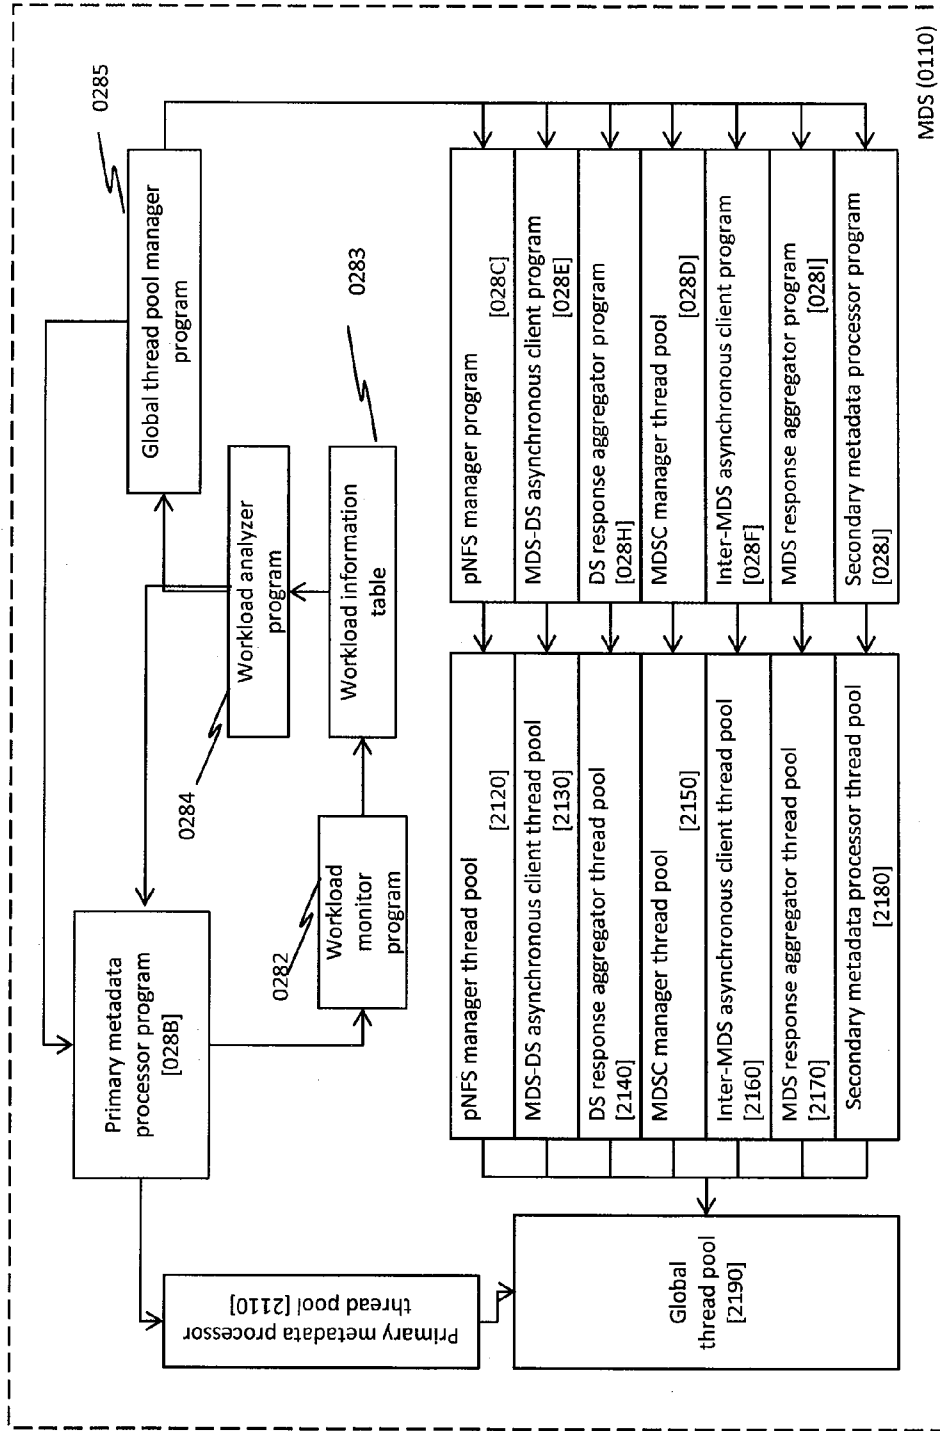 0285
Global thread pool manager
program
0284
Workload analyzer
program
0283
Workload information
table
0282
Workload
monitor
program
Primary metadata
processor program
[028B]
Primary metadata processor
thread pool [2110]
Global
thread pool
[2190]
pNFS manager thread pool
[2120]
MDS-DS asynchronous client thread pool
[2130]
DS response aggregator thread pool
[2140]
MDSC manager thread pool
[2150]
Inter-MDS asynchronous client thread pool
[2160]
MDS response aggregator thread pool
[2170]
Secondary metadata processor thread pool
[2180]
pNFS manager program
[028C]
MDS-DS asynchronous client program
[028E]
DS response aggregator program
[028H]
MDSC manager thread pool
[028D]
Inter-MDS asynchronous client program
[028F]
MDS response aggregator program
[028I]
Secondary metadata processor program
[028J]
MDS (0110)